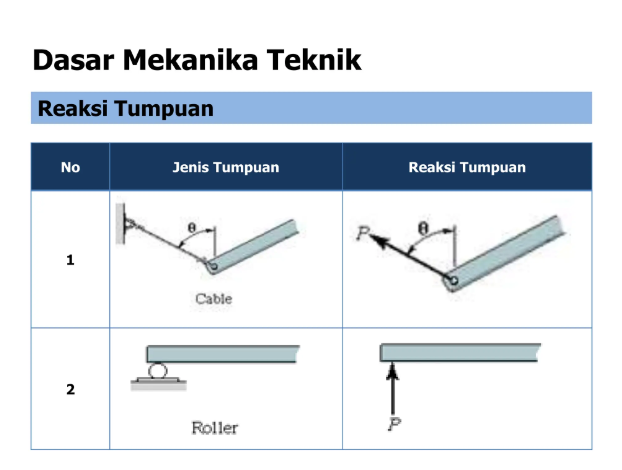 Dasar Mekanika Teknik
Reaksi Tumpuan
No Jenis Tumpuan Reaksi Tumpuan
1
θ
Cable
P θ
2
Roller
P